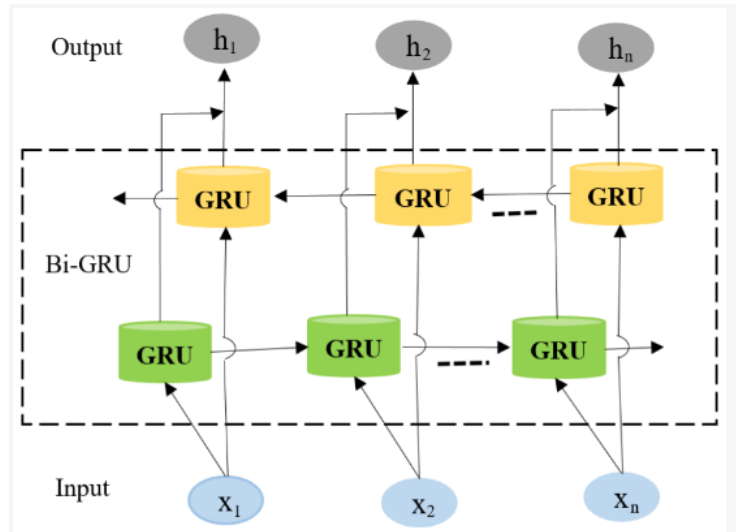 Output h₁ h₂ hₙ
GRU GRU GRU
Bi-GRU
GRU GRU GRU
Input x₁ x₂ xₙ